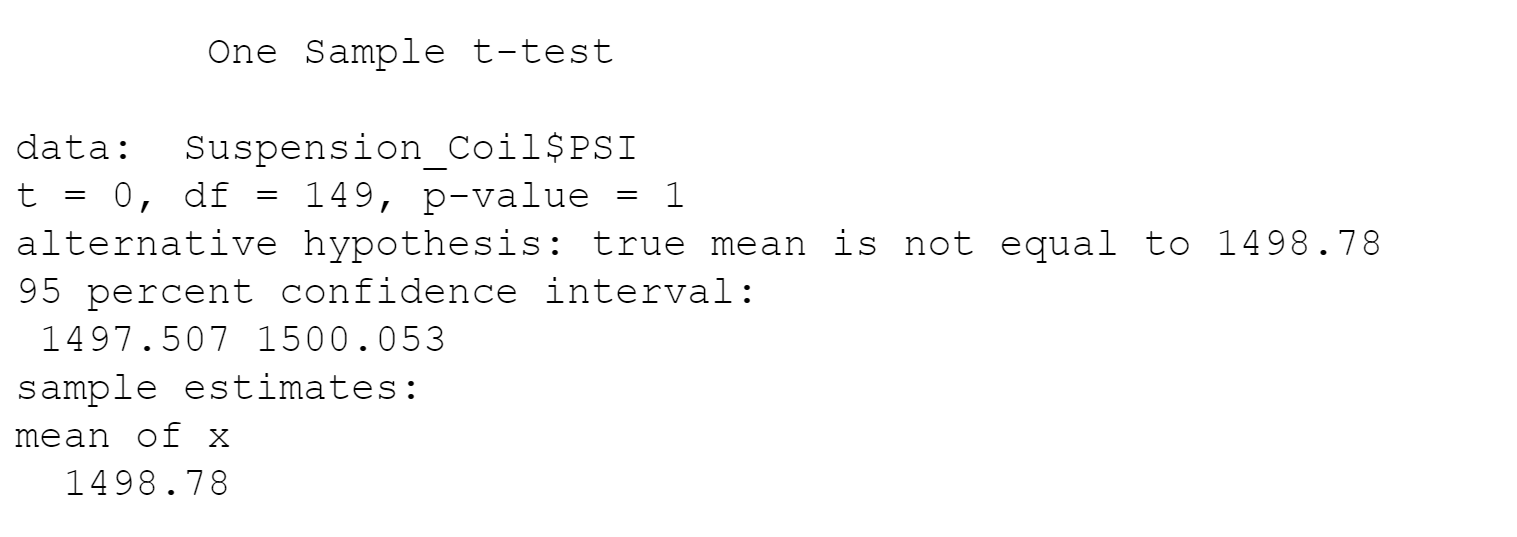 One Sample t-test
data: Suspension_Coil$PSI
t = 0, df = 149, p-value = 1
alternative hypothesis: true mean is not equal to 1498.78
95 percent confidence interval:
1497.507 1500.053
sample estimates:
mean of x
1498.78